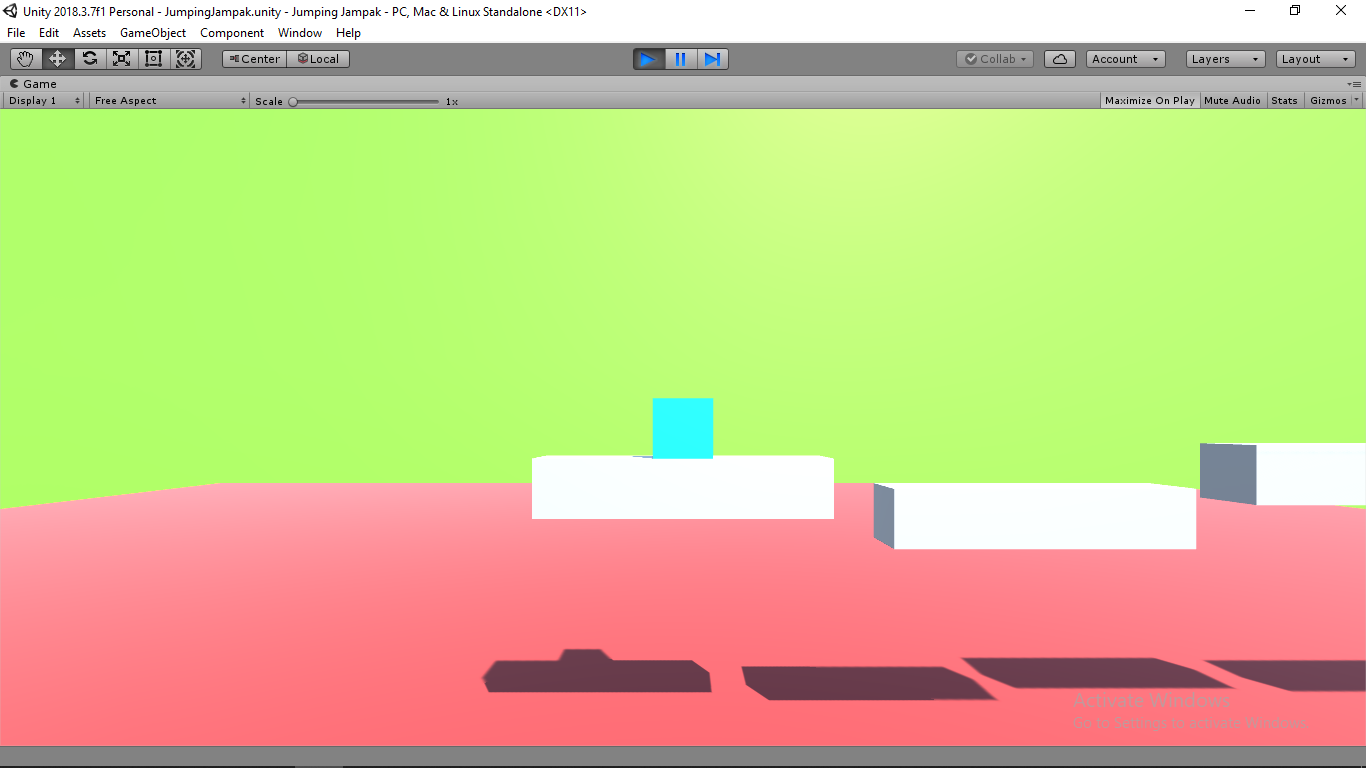 Unity 2018.3.7f1 Personal - JumpingJampak.unity - Jumping Jampak - PC, Mac & Linux Standalone <DX11>
File Edit Assets GameObject Component Window Help
Center Local Collab Account Layers Layout
Game
Display 1 Free Aspect Scale 1x Maximize On Play Mute Audio Stats Gizmos
Activate Windows
Go to Settings to activate Windows.